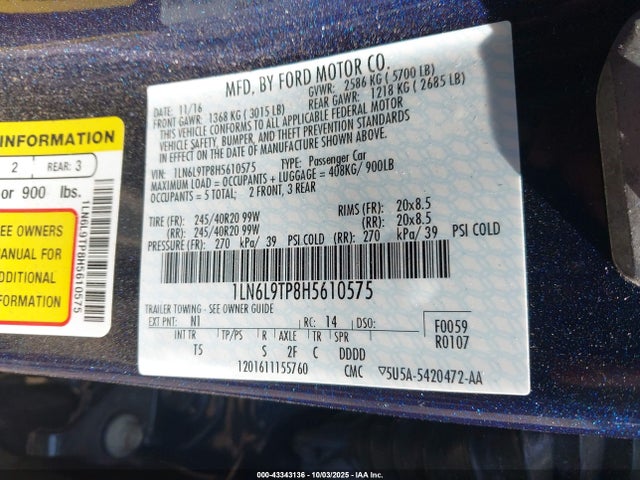 MFD. BY FORD MOTOR CO.
DATE: 11/16
GVWR: 2586 KG ( 5700 LB)
FRONT GAWR: 1368 KG ( 3015 LB)
REAR GAWR: 1218 KG ( 2685 LB)
THIS VEHICLE CONFORMS TO ALL APPLICABLE FEDERAL MOTOR
VEHICLE SAFETY, BUMPER, AND THEFT PREVENTION STANDARDS
IN EFFECT ON THE DATE OF MANUFACTURE SHOWN ABOVE.
VIN: 1LN6L9TP8H5610575 TYPE: Passenger Car
MAXIMUM LOAD = OCCUPANTS + LUGGAGE = 408KG/ 900LB
OCCUPANTS = 5 TOTAL; 2 FRONT, 3 REAR
TIRE (FR): 245/40R20 99W RIMS (FR): 20x8.5
(RR): 245/40R20 99W (RR): 20x8.5
PRESSURE (FR): 270 kPa/ 39 PSI COLD (RR): 270 kPa/ 39 PSI COLD
1LN6L9TP8H5610575
TRAILER TOWING - SEE OWNER GUIDE
EXT PNT: N1 RC: 14 DSO:
F0059
R0107
INT TR TP/PS R AXLE TR SPR
T5 S 2F C DDDD
1201611155760 CMC ▽5U5A-5420472-AA
INFORMATION
2 REAR: 3
or 900 lbs.
EE OWNERS
MANUAL FOR
ADDITIONAL
FORMATION
1LN6L9TP8H5610575
000-43343136 - 10/03/2025 - IAA Inc.